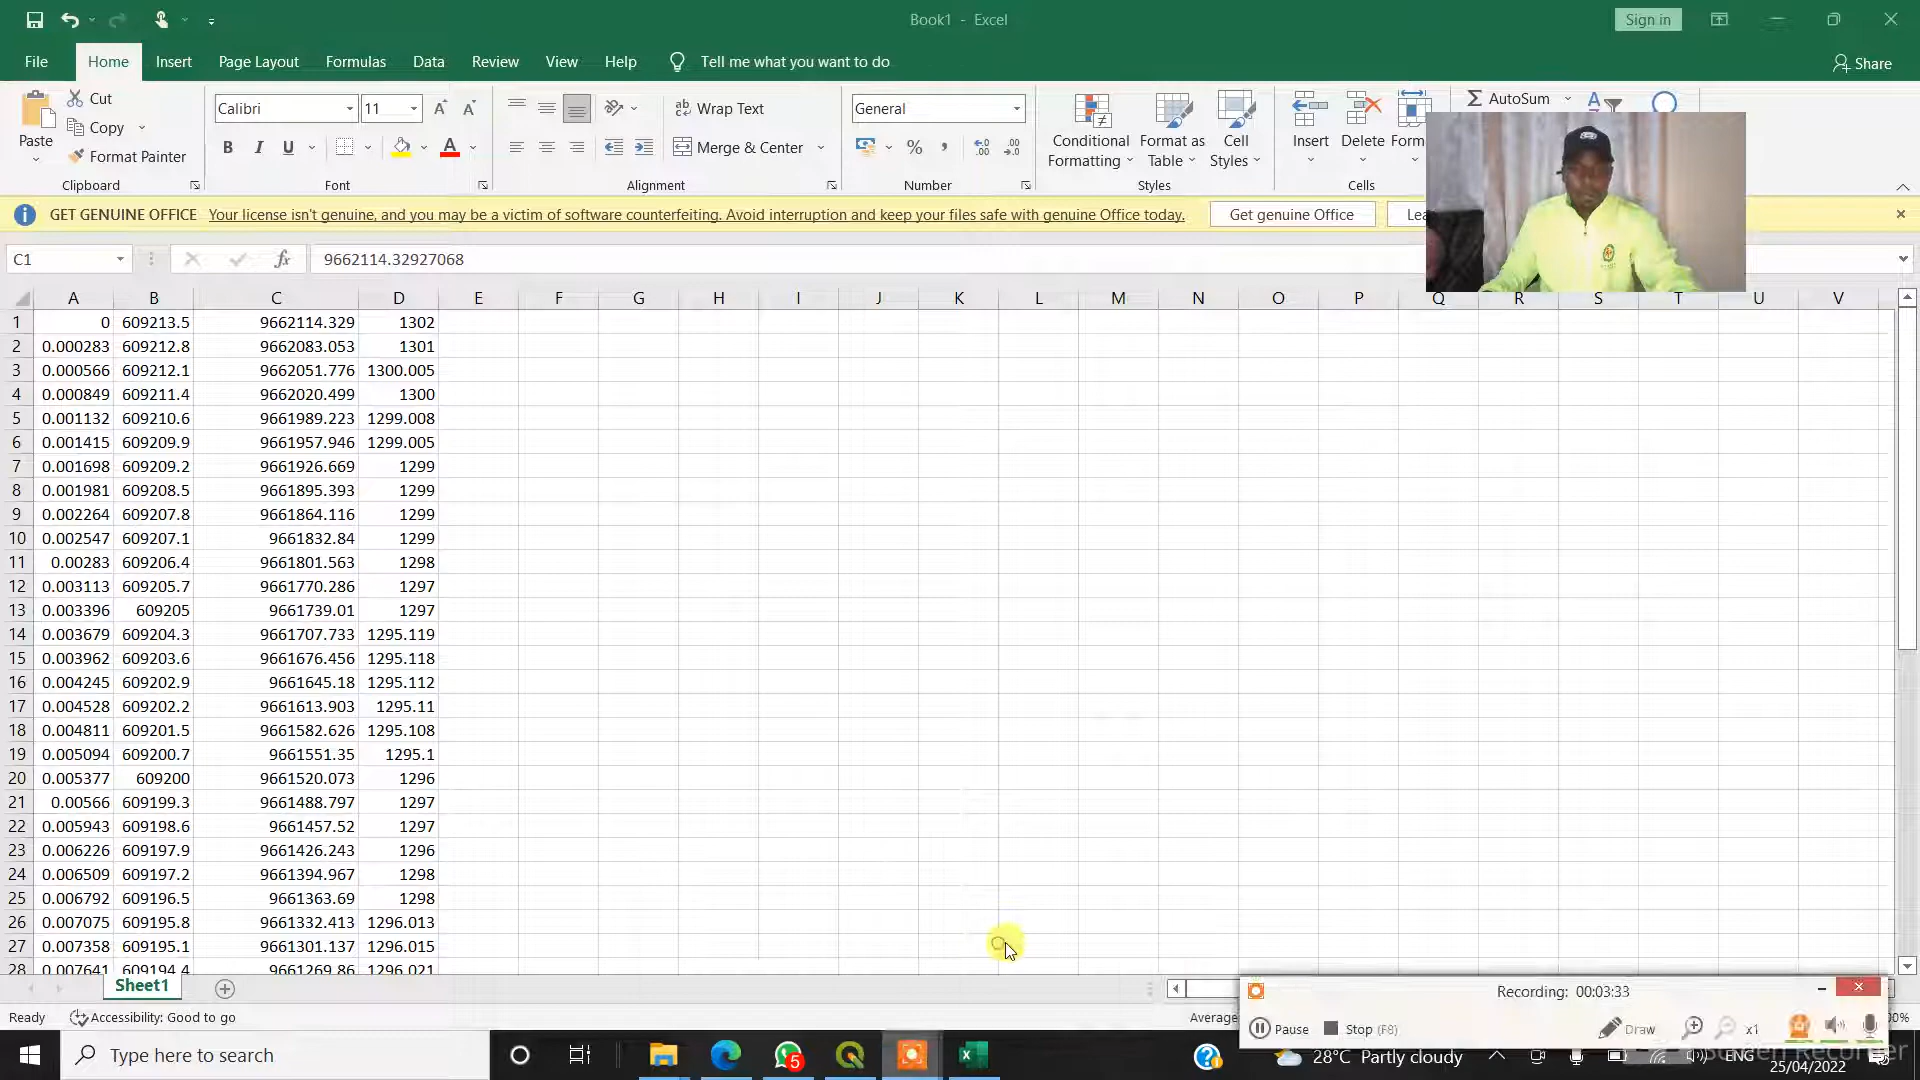 Book1 - Excel
Sign in
File Home Insert Page Layout Formulas Data Review View Help Tell me what you want to do
Share
Paste
Cut
Copy
Format Painter
Calibri 11
B I U A
Wrap Text
Merge & Center
General
% ,
Conditional Formatting
Format as Table
Cell Styles
Insert
Delete
Form
AutoSum
Clipboard Font Alignment Number Styles Cells
GET GENUINE OFFICE Your license isn't genuine, and you may be a victim of software counterfeiting. Avoid interruption and keep your files safe with genuine Office today. Get genuine Office Lea
C1 fx 9662114.32927068
A B C D E F G H I J K L M N O P Q R S T U V
1 0 609213.5 9662114.329 1302
2 0.000283 609212.8 9662083.053 1301
3 0.000566 609212.1 9662051.776 1300.005
4 0.000849 609211.4 9662020.499 1300
5 0.001132 609210.6 9661989.223 1299.008
6 0.001415 609209.9 9661957.946 1299.005
7 0.001698 609209.2 9661926.669 1299
8 0.001981 609208.5 9661895.393 1299
9 0.002264 609207.8 9661864.116 1299
10 0.002547 609207.1 9661832.84 1299
11 0.00283 609206.4 9661801.563 1298
12 0.003113 609205.7 9661770.286 1297
13 0.003396 609205 9661739.01 1297
14 0.003679 609204.3 9661707.733 1295.119
15 0.003962 609203.6 9661676.456 1295.118
16 0.004245 609202.9 9661645.18 1295.112
17 0.004528 609202.2 9661613.903 1295.11
18 0.004811 609201.5 9661582.626 1295.108
19 0.005094 609200.7 9661551.35 1295.1
20 0.005377 609200 9661520.073 1296
21 0.00566 609199.3 9661488.797 1297
22 0.005943 609198.6 9661457.52 1297
23 0.006226 609197.9 9661426.243 1296
24 0.006509 609197.2 9661394.967 1298
25 0.006792 609196.5 9661363.69 1298
26 0.007075 609195.8 9661332.413 1296.013
27 0.007358 609195.1 9661301.137 1296.015
28 0.007641 609194.4 9661269.86 1296.021
Sheet1
Ready Accessibility: Good to go Average
Recording: 00:03:33
Pause Stop (F8) Draw x1
Type here to search
5
28°C Partly cloudy
ENG
25/04/2022